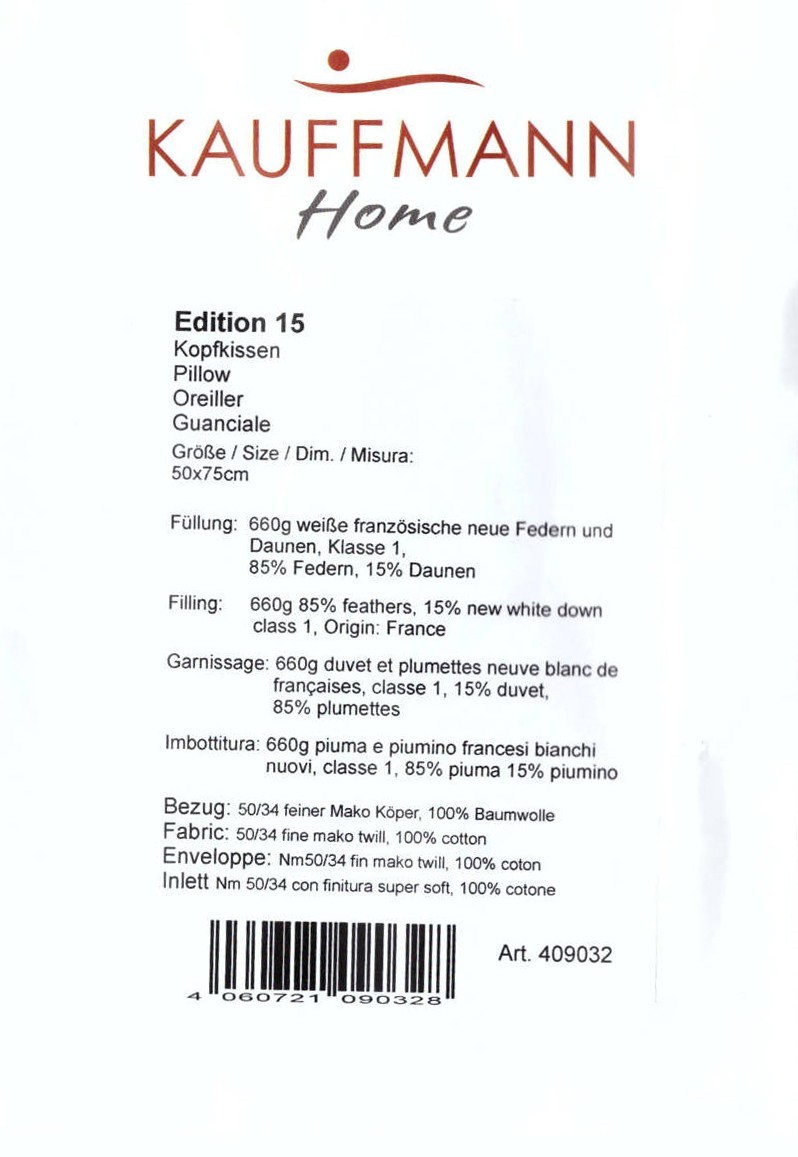 KAUFFMANN
Home
Edition 15
Kopfkissen
Pillow
Oreiller
Guanciale
Größe / Size / Dim. / Misura:
50x75cm
Füllung: 660g weiße französische neue Federn und
Daunen, Klasse 1,
85% Federn, 15% Daunen
Filling: 660g 85% feathers, 15% new white down
class 1, Origin: France
Garnissage: 660g duvet et plumettes neuve blanc de
françaises, classe 1, 15% duvet,
85% plumettes
Imbottitura: 660g piuma e piumino francesi bianchi
nuovi, classe 1, 85% piuma 15% piumino
Bezug: 50/34 feiner Mako Köper, 100% Baumwolle
Fabric: 50/34 fine mako twill, 100% cotton
Enveloppe: Nm50/34 fin mako twill, 100% coton
Inlett Nm 50/34 con finitura super soft, 100% cotone
Art. 409032
4 060721 090328